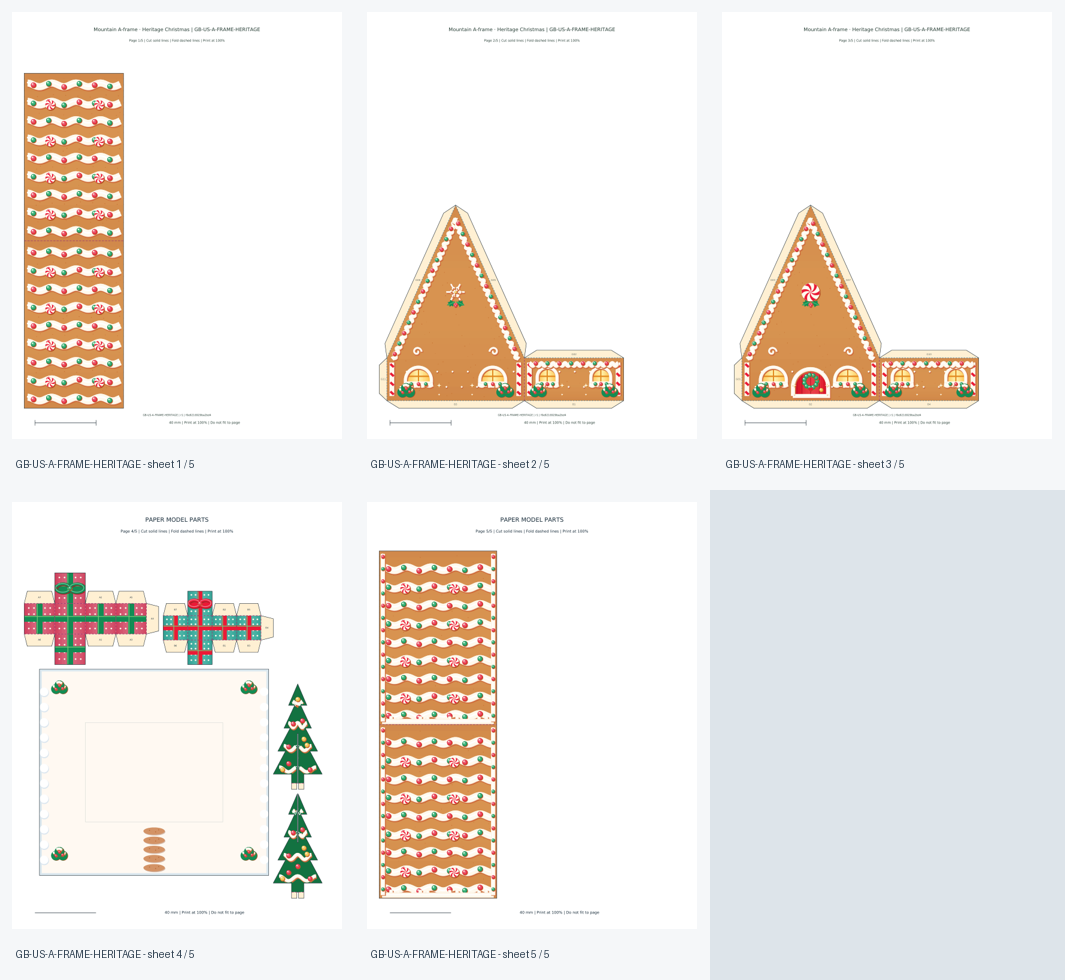 Mountain A-frame · Heritage Christmas | GB-US-A-FRAME-HERITAGE
Page 1/5 | Cut solid lines | Fold dashed lines | Print at 100%
40 mm | Print at 100% | Do not fit to page
GB-US-A-FRAME-HERITAGE - sheet 1 / 5
Mountain A-frame · Heritage Christmas | GB-US-A-FRAME-HERITAGE
Page 2/5 | Cut solid lines | Fold dashed lines | Print at 100%
40 mm | Print at 100% | Do not fit to page
GB-US-A-FRAME-HERITAGE - sheet 2 / 5
Mountain A-frame · Heritage Christmas | GB-US-A-FRAME-HERITAGE
Page 3/5 | Cut solid lines | Fold dashed lines | Print at 100%
40 mm | Print at 100% | Do not fit to page
GB-US-A-FRAME-HERITAGE - sheet 3 / 5
PAPER MODEL PARTS
Page 4/5 | Cut solid lines | Fold dashed lines | Print at 100%
40 mm | Print at 100% | Do not fit to page
GB-US-A-FRAME-HERITAGE - sheet 4 / 5
PAPER MODEL PARTS
Page 5/5 | Cut solid lines | Fold dashed lines | Print at 100%
40 mm | Print at 100% | Do not fit to page
GB-US-A-FRAME-HERITAGE - sheet 5 / 5